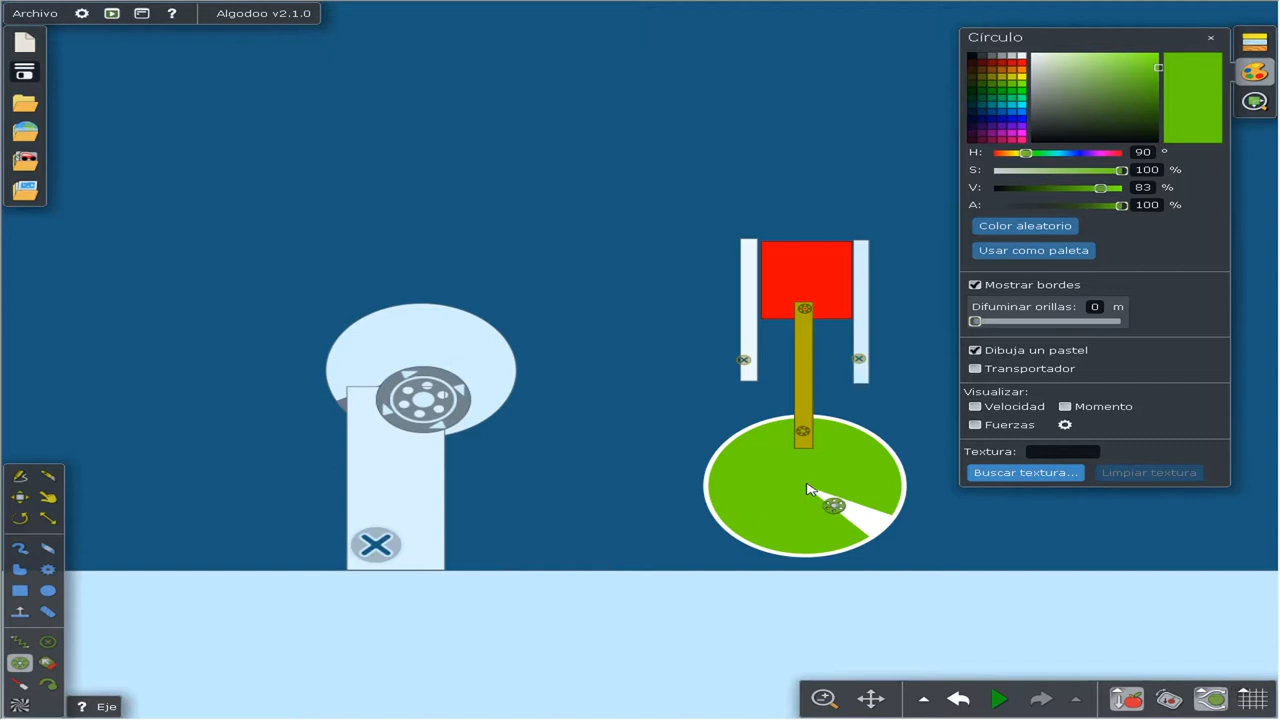 Archivo
?
Algodoo v2.1.0
Círculo
×
H: 90 °
S: 100 %
V: 83 %
A: 100 %
Color aleatorio
Usar como paleta
Mostrar bordes
Difuminar orillas: 0 m
Dibuja un pastel
Transportador
Visualizar:
Velocidad
Momento
Fuerzas
Textura:
Buscar textura...
Limpiar textura
? Eje